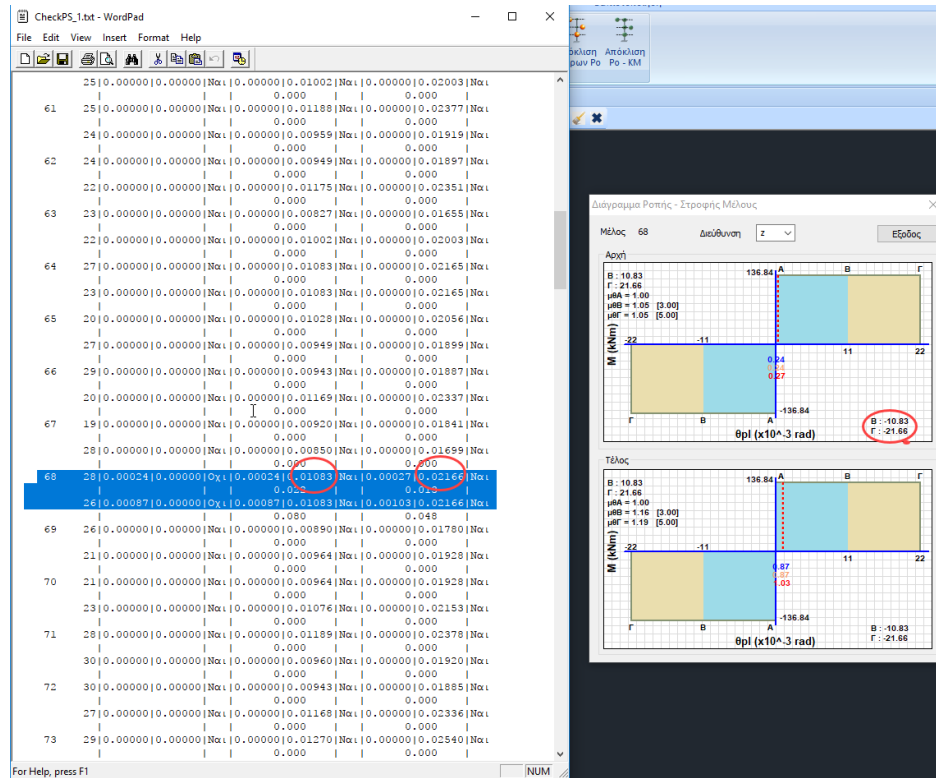 CheckPS_1.txt - WordPad
File Edit View Insert Format Help
25|0.00000|0.00000|Ναι|0.00000|0.01002|Ναι|0.00000|0.02003|Ναι
| | | 0.000 | | 0.000 |
61 25|0.00000|0.00000|Ναι|0.00000|0.01188|Ναι|0.00000|0.02377|Ναι
| | | 0.000 | | 0.000 |
24|0.00000|0.00000|Ναι|0.00000|0.00959|Ναι|0.00000|0.01919|Ναι
| | | 0.000 | | 0.000 |
62 24|0.00000|0.00000|Ναι|0.00000|0.00949|Ναι|0.00000|0.01897|Ναι
| | | 0.000 | | 0.000 |
22|0.00000|0.00000|Ναι|0.00000|0.01175|Ναι|0.00000|0.02351|Ναι
| | | 0.000 | | 0.000 |
63 23|0.00000|0.00000|Ναι|0.00000|0.00827|Ναι|0.00000|0.01655|Ναι
| | | 0.000 | | 0.000 |
22|0.00000|0.00000|Ναι|0.00000|0.01002|Ναι|0.00000|0.02003|Ναι
| | | 0.000 | | 0.000 |
64 27|0.00000|0.00000|Ναι|0.00000|0.01083|Ναι|0.00000|0.02165|Ναι
| | | 0.000 | | 0.000 |
23|0.00000|0.00000|Ναι|0.00000|0.01083|Ναι|0.00000|0.02165|Ναι
| | | 0.000 | | 0.000 |
65 20|0.00000|0.00000|Ναι|0.00000|0.01028|Ναι|0.00000|0.02056|Ναι
| | | 0.000 | | 0.000 |
27|0.00000|0.00000|Ναι|0.00000|0.00949|Ναι|0.00000|0.01899|Ναι
| | | 0.000 | | 0.000 |
66 29|0.00000|0.00000|Ναι|0.00000|0.00943|Ναι|0.00000|0.01887|Ναι
| | | 0.000 | | 0.000 |
20|0.00000|0.00000|Ναι|0.00000|0.01169|Ναι|0.00000|0.02337|Ναι
| | | 0.000 | | 0.000 |
67 19|0.00000|0.00000|Ναι|0.00000|0.00920|Ναι|0.00000|0.01841|Ναι
| | | 0.000 | | 0.000 |
28|0.00000|0.00000|Ναι|0.00000|0.00850|Ναι|0.00000|0.01699|Ναι
| | | 0.000 | | 0.000 |
68 28|0.00024|0.00000|Οχι|0.00024|0.01083|Ναι|0.00027|0.02166|Ναι
| | | 0.022 | | |
26|0.00087|0.00000|Οχι|0.00087|0.01083|Ναι|0.00103|0.02166|Ναι
| | | 0.080 | | 0.048 |
69 26|0.00000|0.00000|Ναι|0.00000|0.00890|Ναι|0.00000|0.01780|Ναι
| | | 0.000 | | 0.000 |
21|0.00000|0.00000|Ναι|0.00000|0.00964|Ναι|0.00000|0.01928|Ναι
| | | 0.000 | | 0.000 |
70 21|0.00000|0.00000|Ναι|0.00000|0.00964|Ναι|0.00000|0.01928|Ναι
| | | 0.000 | | 0.000 |
23|0.00000|0.00000|Ναι|0.00000|0.01076|Ναι|0.00000|0.02153|Ναι
| | | 0.000 | | 0.000 |
71 28|0.00000|0.00000|Ναι|0.00000|0.01189|Ναι|0.00000|0.02378|Ναι
| | | 0.000 | | 0.000 |
30|0.00000|0.00000|Ναι|0.00000|0.00960|Ναι|0.00000|0.01920|Ναι
| | | 0.000 | | 0.000 |
72 30|0.00000|0.00000|Ναι|0.00000|0.00943|Ναι|0.00000|0.01885|Ναι
| | | 0.000 | | 0.000 |
27|0.00000|0.00000|Ναι|0.00000|0.01168|Ναι|0.00000|0.02336|Ναι
| | | 0.000 | | 0.000 |
73 29|0.00000|0.00000|Ναι|0.00000|0.01270|Ναι|0.00000|0.02540|Ναι
| | | 0.000 | | 0.000 |
For Help, press F1 NUM
όκλιση Απόκλιση
ρων Ρο Ρο - ΚΜ
Διάγραμμα Ροπής - Στροφής Μέλους
Μέλος 68 Διεύθυνση z Εξοδος
Αρχή
Β : 10.83
Γ : 21.66
μθΑ = 1.00
μθΒ = 1.05 [3.00]
μθΓ = 1.05 [5.00]
136.84 Α Β Γ
-22 -11 11 22
M (kNm)
0.24
0.24
0.27
-136.84
Γ Β Α
θpl (x10^-3 rad)
Β : -10.83
Γ : -21.66
Τέλος
Β : 10.83
Γ : 21.66
μθΑ = 1.00
μθΒ = 1.16 [3.00]
μθΓ = 1.19 [5.00]
136.84 Α Β Γ
-22 -11 11 22
M (kNm)
0.87
0.87
1.03
-136.84
Γ Β Α
θpl (x10^-3 rad)
Β : -10.83
Γ : -21.66